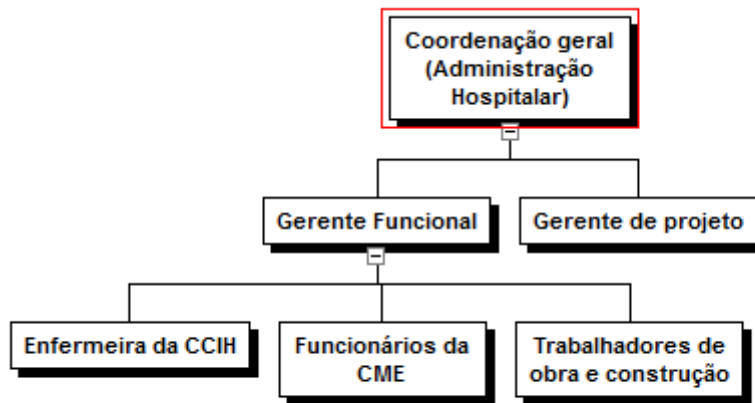 Coordenação geral
(Administração
Hospitalar)
Gerente Funcional
Gerente de projeto
Enfermeira da CCIH
Funcionários da
CME
Trabalhadores de
obra e construção